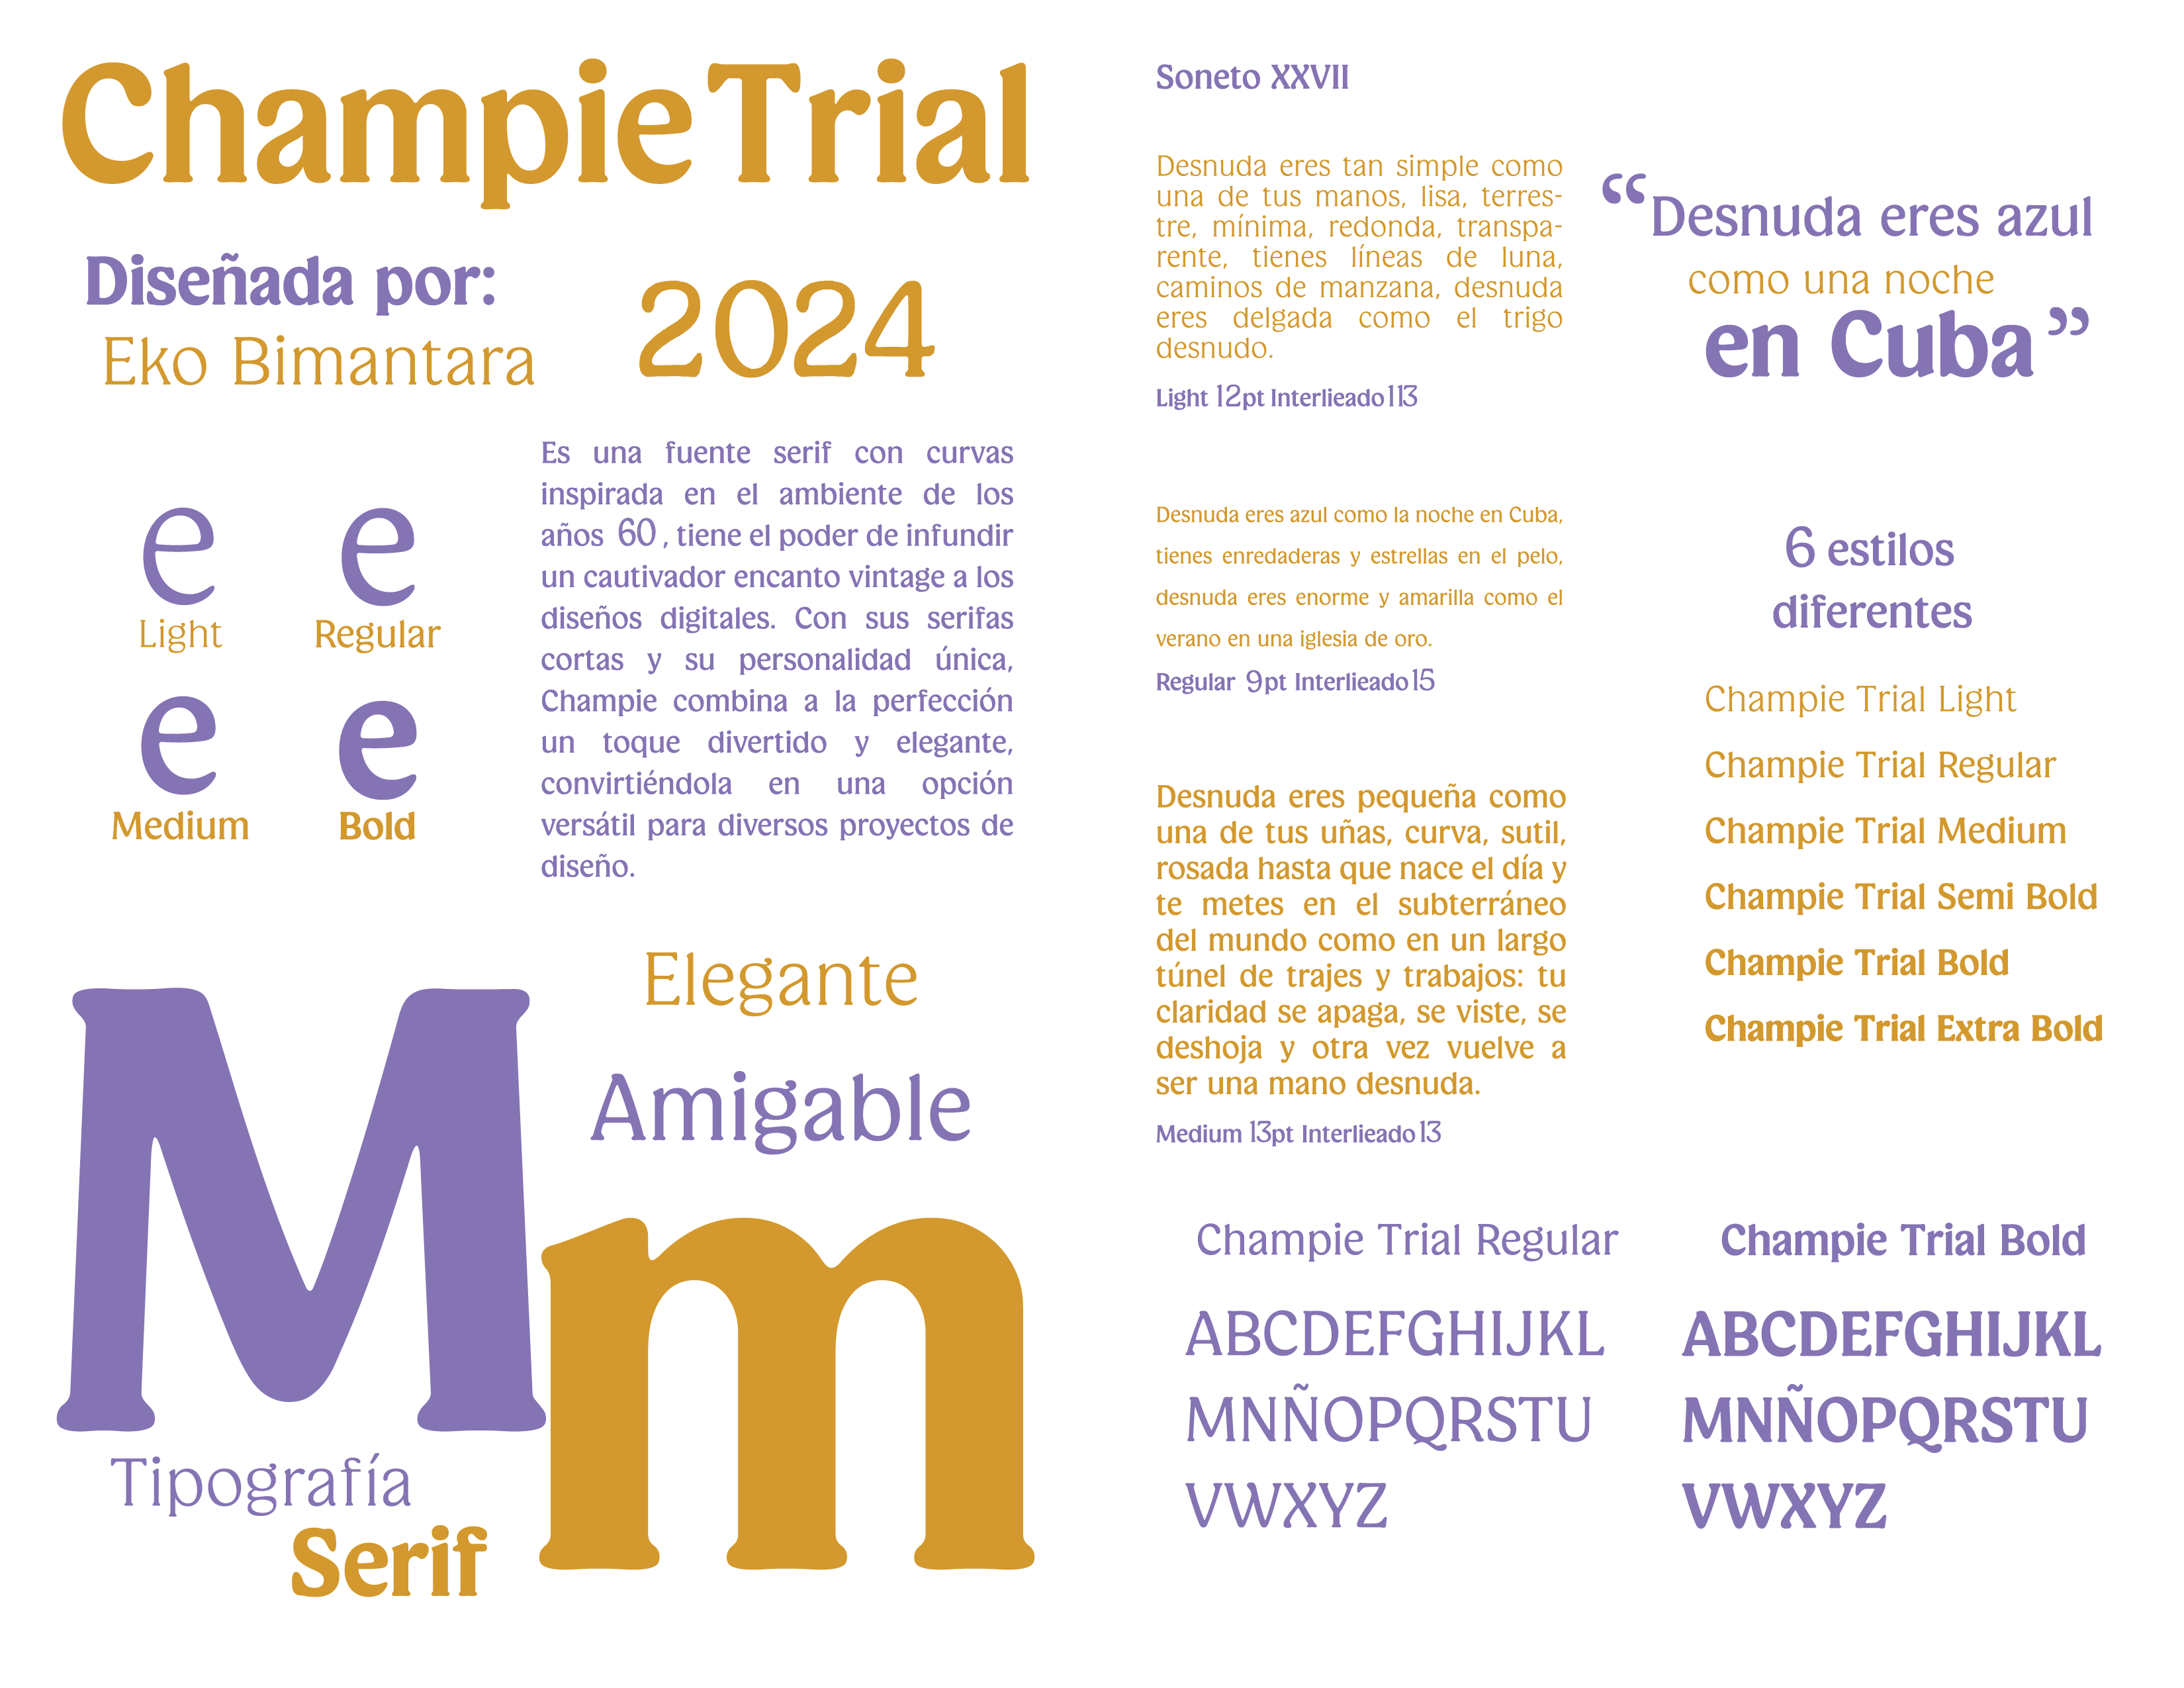 Champie Trial
Diseñada por:
Eko Bimantara
2024
e
Light
e
Regular
e
Medium
e
Bold
Es una fuente serif con curvas
inspirada en el ambiente de los
años 60, tiene el poder de infundir
un cautivador encanto vintage a los
diseños digitales. Con sus serifas
cortas y su personalidad única,
Champie combina a la perfección
un toque divertido y elegante,
convirtiéndola en una opción
versátil para diversos proyectos de
diseño.
Elegante
Amigable
M
m
Tipografía
Serif
Soneto XXVII
Desnuda eres tan simple como
una de tus manos, lisa, terres-
tre, mínima, redonda, transpa-
rente, tienes líneas de luna,
caminos de manzana, desnuda
eres delgada como el trigo
desnudo.
Light 12pt Interlieado 113
Desnuda eres azul como la noche en Cuba,
tienes enredaderas y estrellas en el pelo,
desnuda eres enorme y amarilla como el
verano en una iglesia de oro.
Regular 9pt Interlieado 15
Desnuda eres pequeña como
una de tus uñas, curva, sutil,
rosada hasta que nace el día y
te metes en el subterráneo
del mundo como en un largo
túnel de trajes y trabajos: tu
claridad se apaga, se viste, se
deshoja y otra vez vuelve a
ser una mano desnuda.
Medium 13pt Interlieado 13
“Desnuda eres azul
como una noche
en Cuba”
6 estilos
diferentes
Champie Trial Light
Champie Trial Regular
Champie Trial Medium
Champie Trial Semi Bold
Champie Trial Bold
Champie Trial Extra Bold
Champie Trial Regular
ABCDEFGHIJKL
MNÑOPQRSTU
VWXYZ
Champie Trial Bold
ABCDEFGHIJKL
MNÑOPQRSTU
VWXYZ